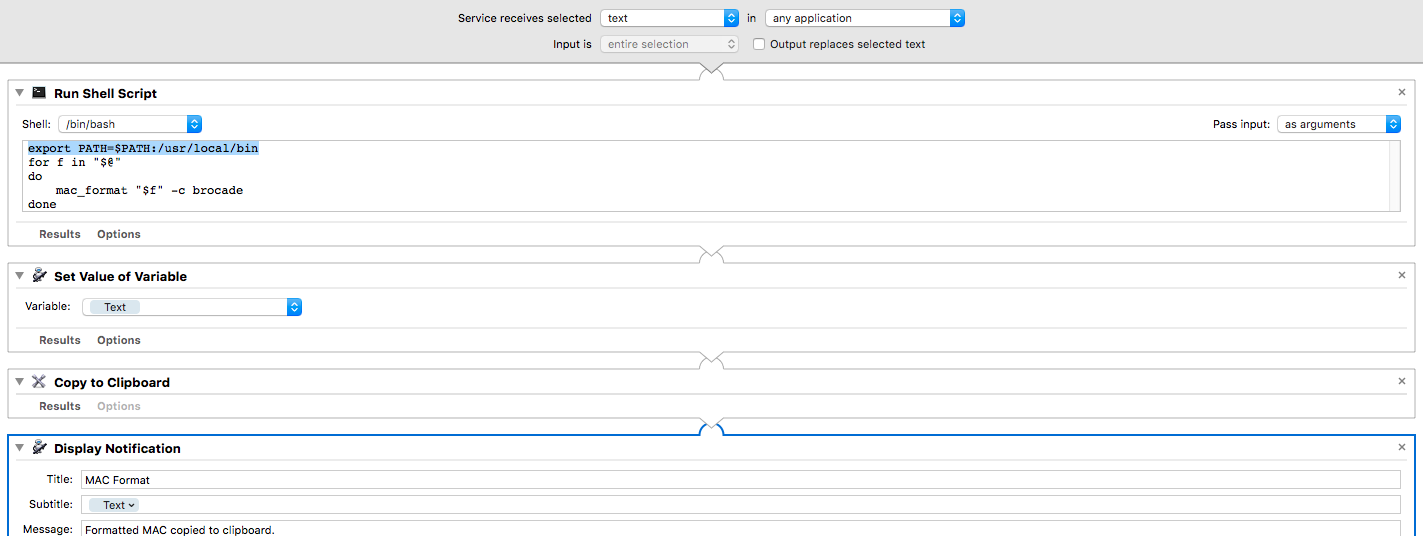 Service receives selected text in any application
Input is entire selection Output replaces selected text
Run Shell Script
Shell: /bin/bash Pass input: as arguments
export PATH=$PATH:/usr/local/bin
for f in "$@"
do
    mac_format "$f" -c brocade
done
Results Options
Set Value of Variable
Variable: Text
Results Options
Copy to Clipboard
Results Options
Display Notification
Title: MAC Format
Subtitle: Text
Message: Formatted MAC copied to clipboard.